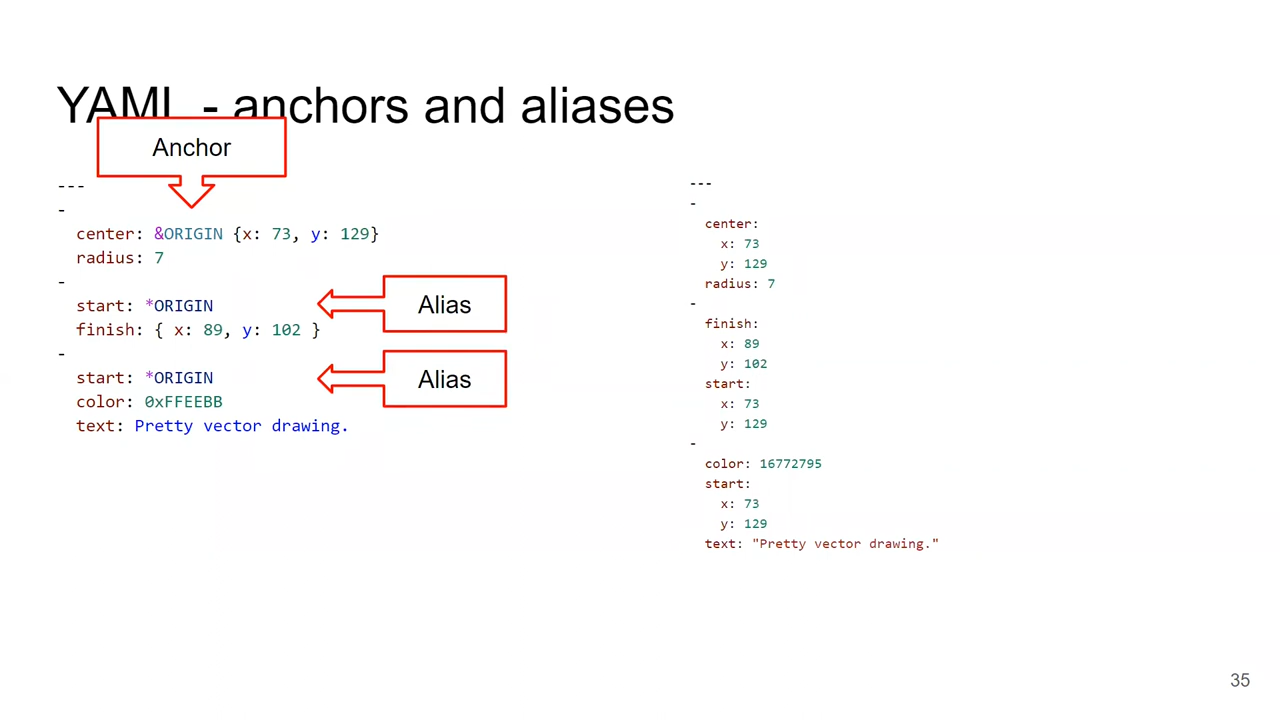 YAML - anchors and aliases
Anchor
---
-
center: &ORIGIN {x: 73, y: 129}
radius: 7
-
start: *ORIGIN
Alias
finish: { x: 89, y: 102 }
-
start: *ORIGIN
Alias
color: 0xFFEEBB
text: Pretty vector drawing.
---
-
center:
x: 73
y: 129
radius: 7
-
finish:
x: 89
y: 102
start:
x: 73
y: 129
-
color: 16772795
start:
x: 73
y: 129
text: "Pretty vector drawing."
35